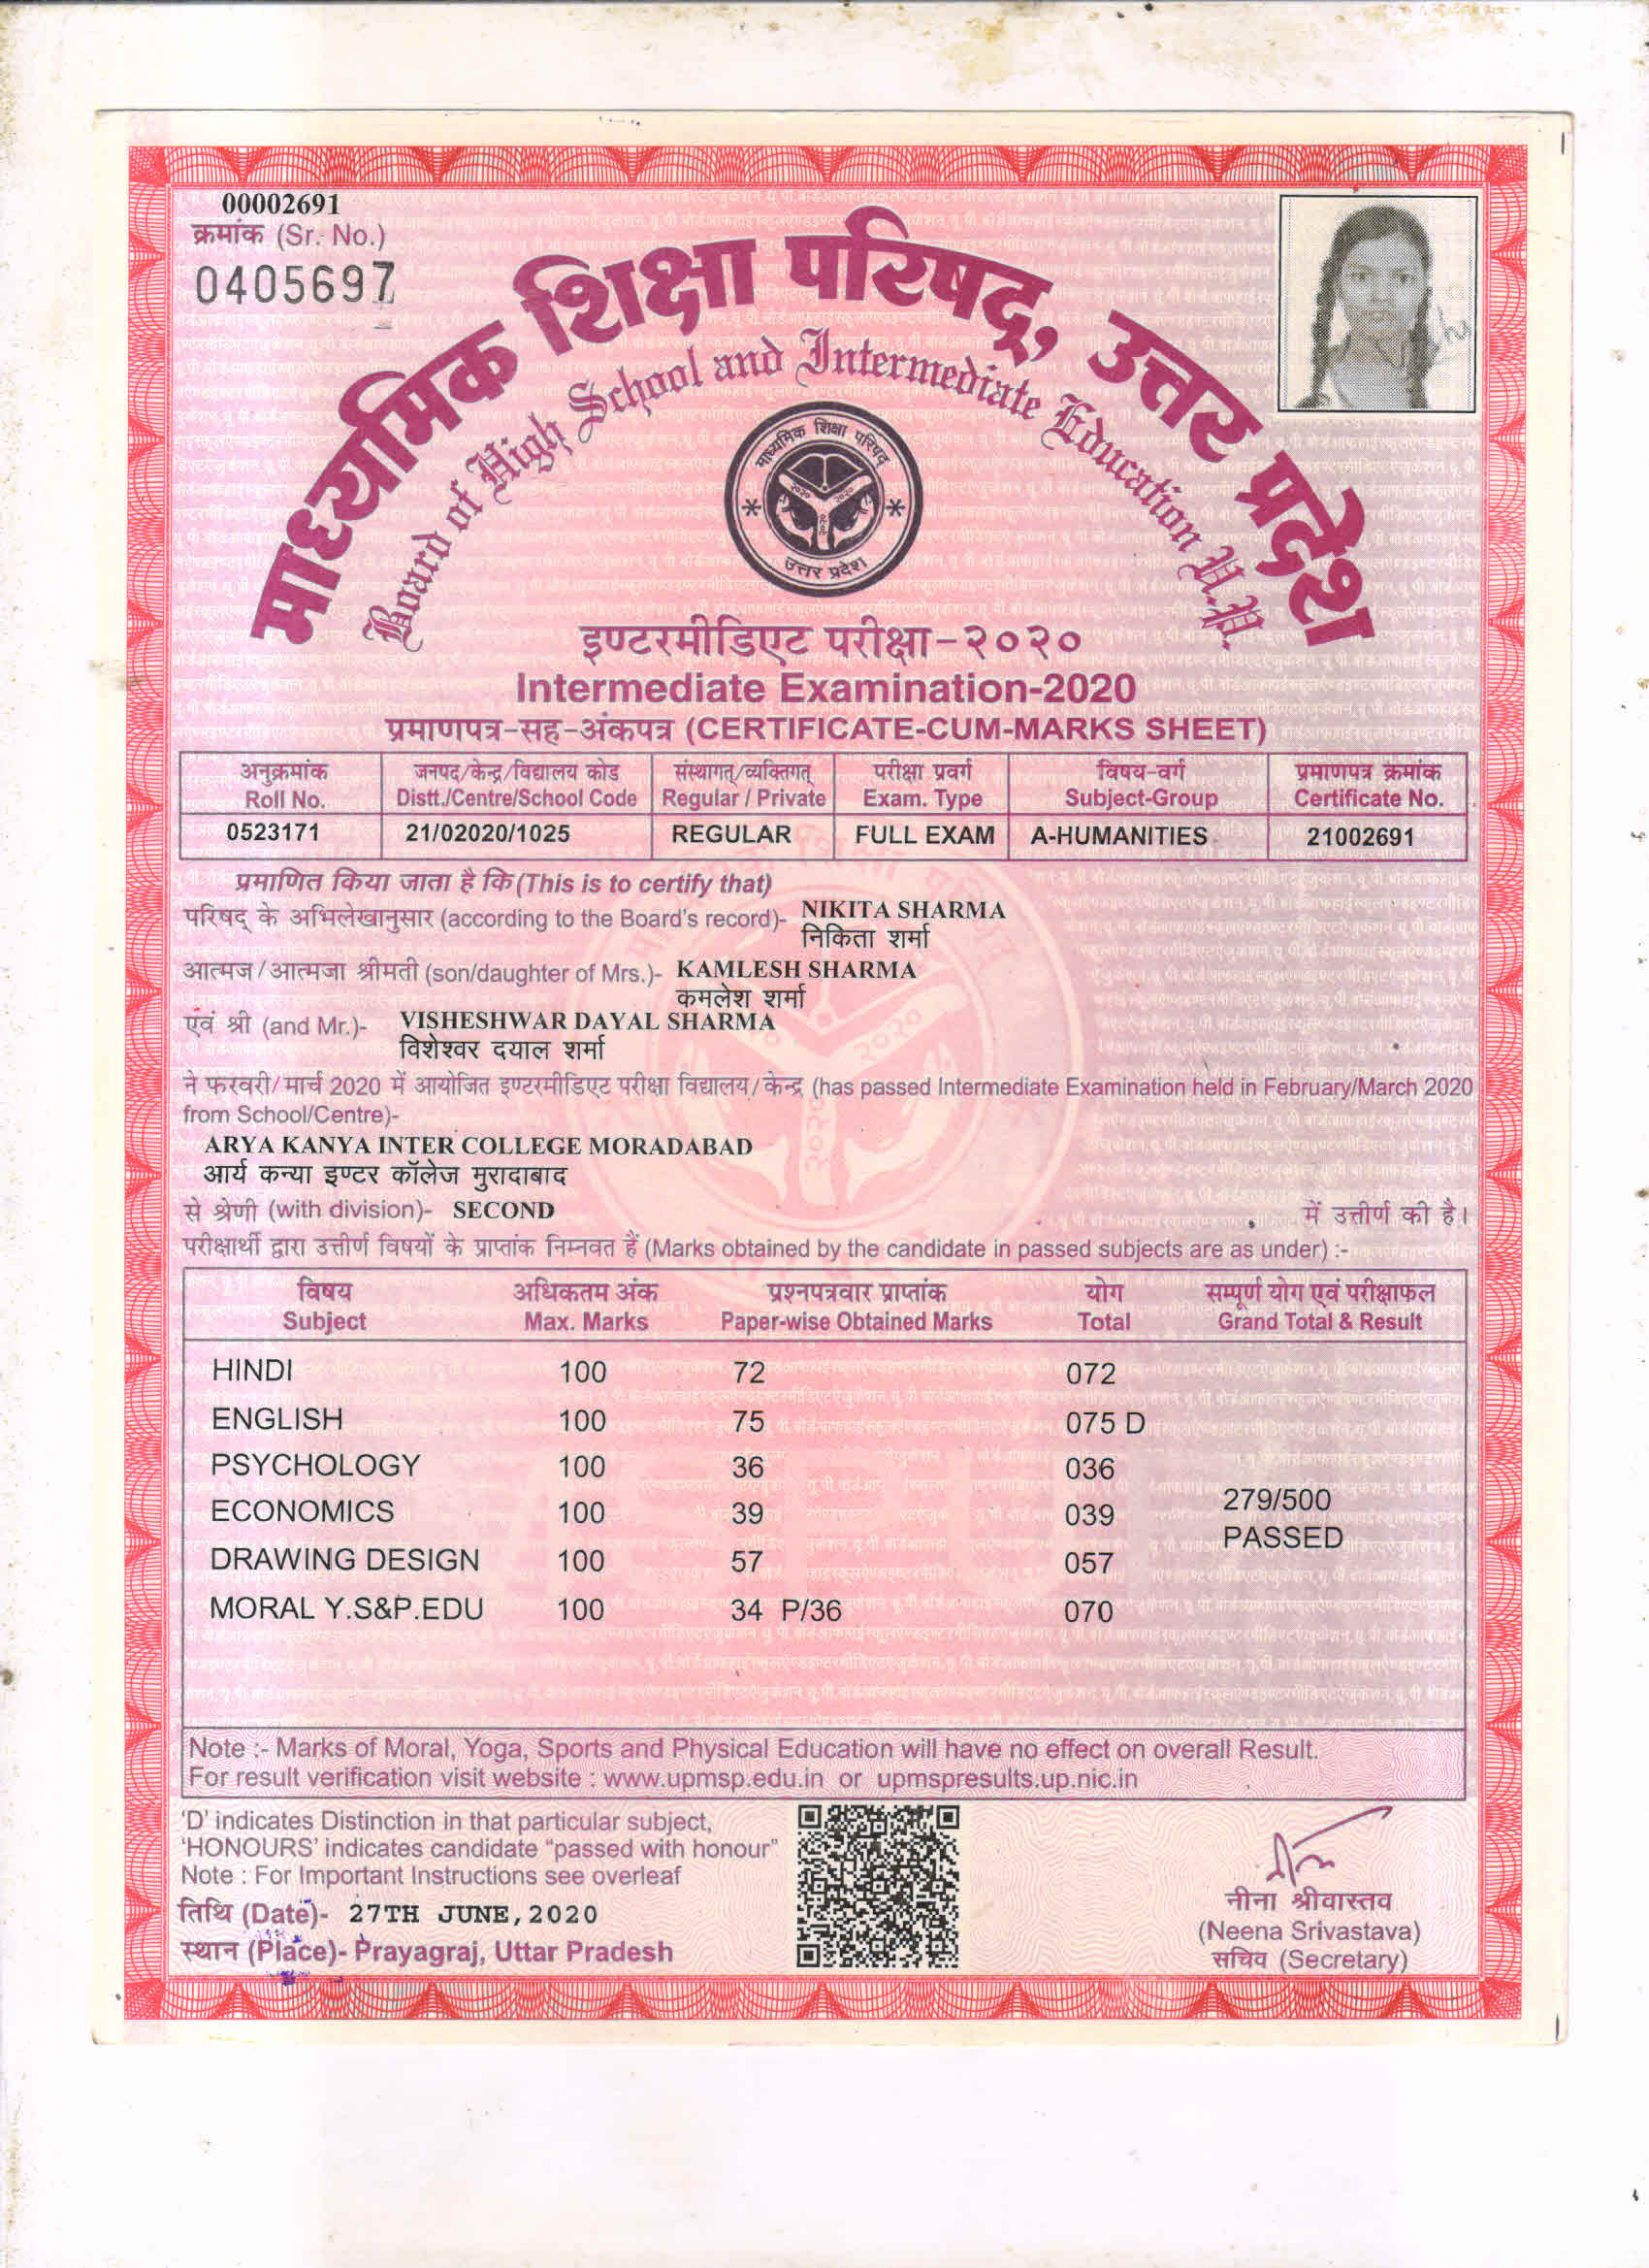 00002691
क्रमांक (Sr. No.)
0405697
माध्यमिक शिक्षा परिषद्, उत्तर प्रदेश
Board of High School and Intermediate Education U.P.
माध्यमिक शिक्षा परिषद्
उत्तर प्रदेश
इण्टरमीडिएट परीक्षा-२०२०
Intermediate Examination-2020
प्रमाणपत्र-सह-अंकपत्र (CERTIFICATE-CUM-MARKS SHEET)
अनुक्रमांक जनपद/केन्द्र/विद्यालय कोड संस्थागत्/व्यक्तिगत् परीक्षा प्रवर्ग विषय-वर्ग प्रमाणपत्र क्रमांक
Roll No. Distt./Centre/School Code Regular / Private Exam. Type Subject-Group Certificate No.
0523171 21/02020/1025 REGULAR FULL EXAM A-HUMANITIES 21002691
प्रमाणित किया जाता है कि (This is to certify that)
परिषद् के अभिलेखानुसार (according to the Board's record)- NIKITA SHARMA
निकिता शर्मा
आत्मज/आत्मजा श्रीमती (son/daughter of Mrs.)- KAMLESH SHARMA
कमलेश शर्मा
एवं श्री (and Mr.)- VISHESHWAR DAYAL SHARMA
विशेश्वर दयाल शर्मा
ने फरवरी/मार्च 2020 में आयोजित इण्टरमीडिएट परीक्षा विद्यालय/केन्द्र (has passed Intermediate Examination held in February/March 2020
from School/Centre)-
ARYA KANYA INTER COLLEGE MORADABAD
आर्य कन्या इण्टर कॉलेज मुरादाबाद
से श्रेणी (with division)- SECOND में उत्तीर्ण की है।
परीक्षार्थी द्वारा उत्तीर्ण विषयों के प्राप्तांक निम्नवत हैं (Marks obtained by the candidate in passed subjects are as under) :-
विषय अधिकतम अंक प्रश्नपत्रवार प्राप्तांक योग सम्पूर्ण योग एवं परीक्षाफल
Subject Max. Marks Paper-wise Obtained Marks Total Grand Total & Result
HINDI 100 72 072
ENGLISH 100 75 075 D
PSYCHOLOGY 100 36 036
ECONOMICS 100 39 039 279/500
PASSED
DRAWING DESIGN 100 57 057
MORAL Y.S&P.EDU 100 34 P/36 070
Note :- Marks of Moral, Yoga, Sports and Physical Education will have no effect on overall Result.
For result verification visit website : www.upmsp.edu.in or upmspresults.up.nic.in
'D' indicates Distinction in that particular subject,
'HONOURS' indicates candidate "passed with honour"
Note : For Important Instructions see overleaf
तिथि (Date)- 27TH JUNE,2020
स्थान (Place)- Prayagraj, Uttar Pradesh
नीना श्रीवास्तव
(Neena Srivastava)
सचिव (Secretary)